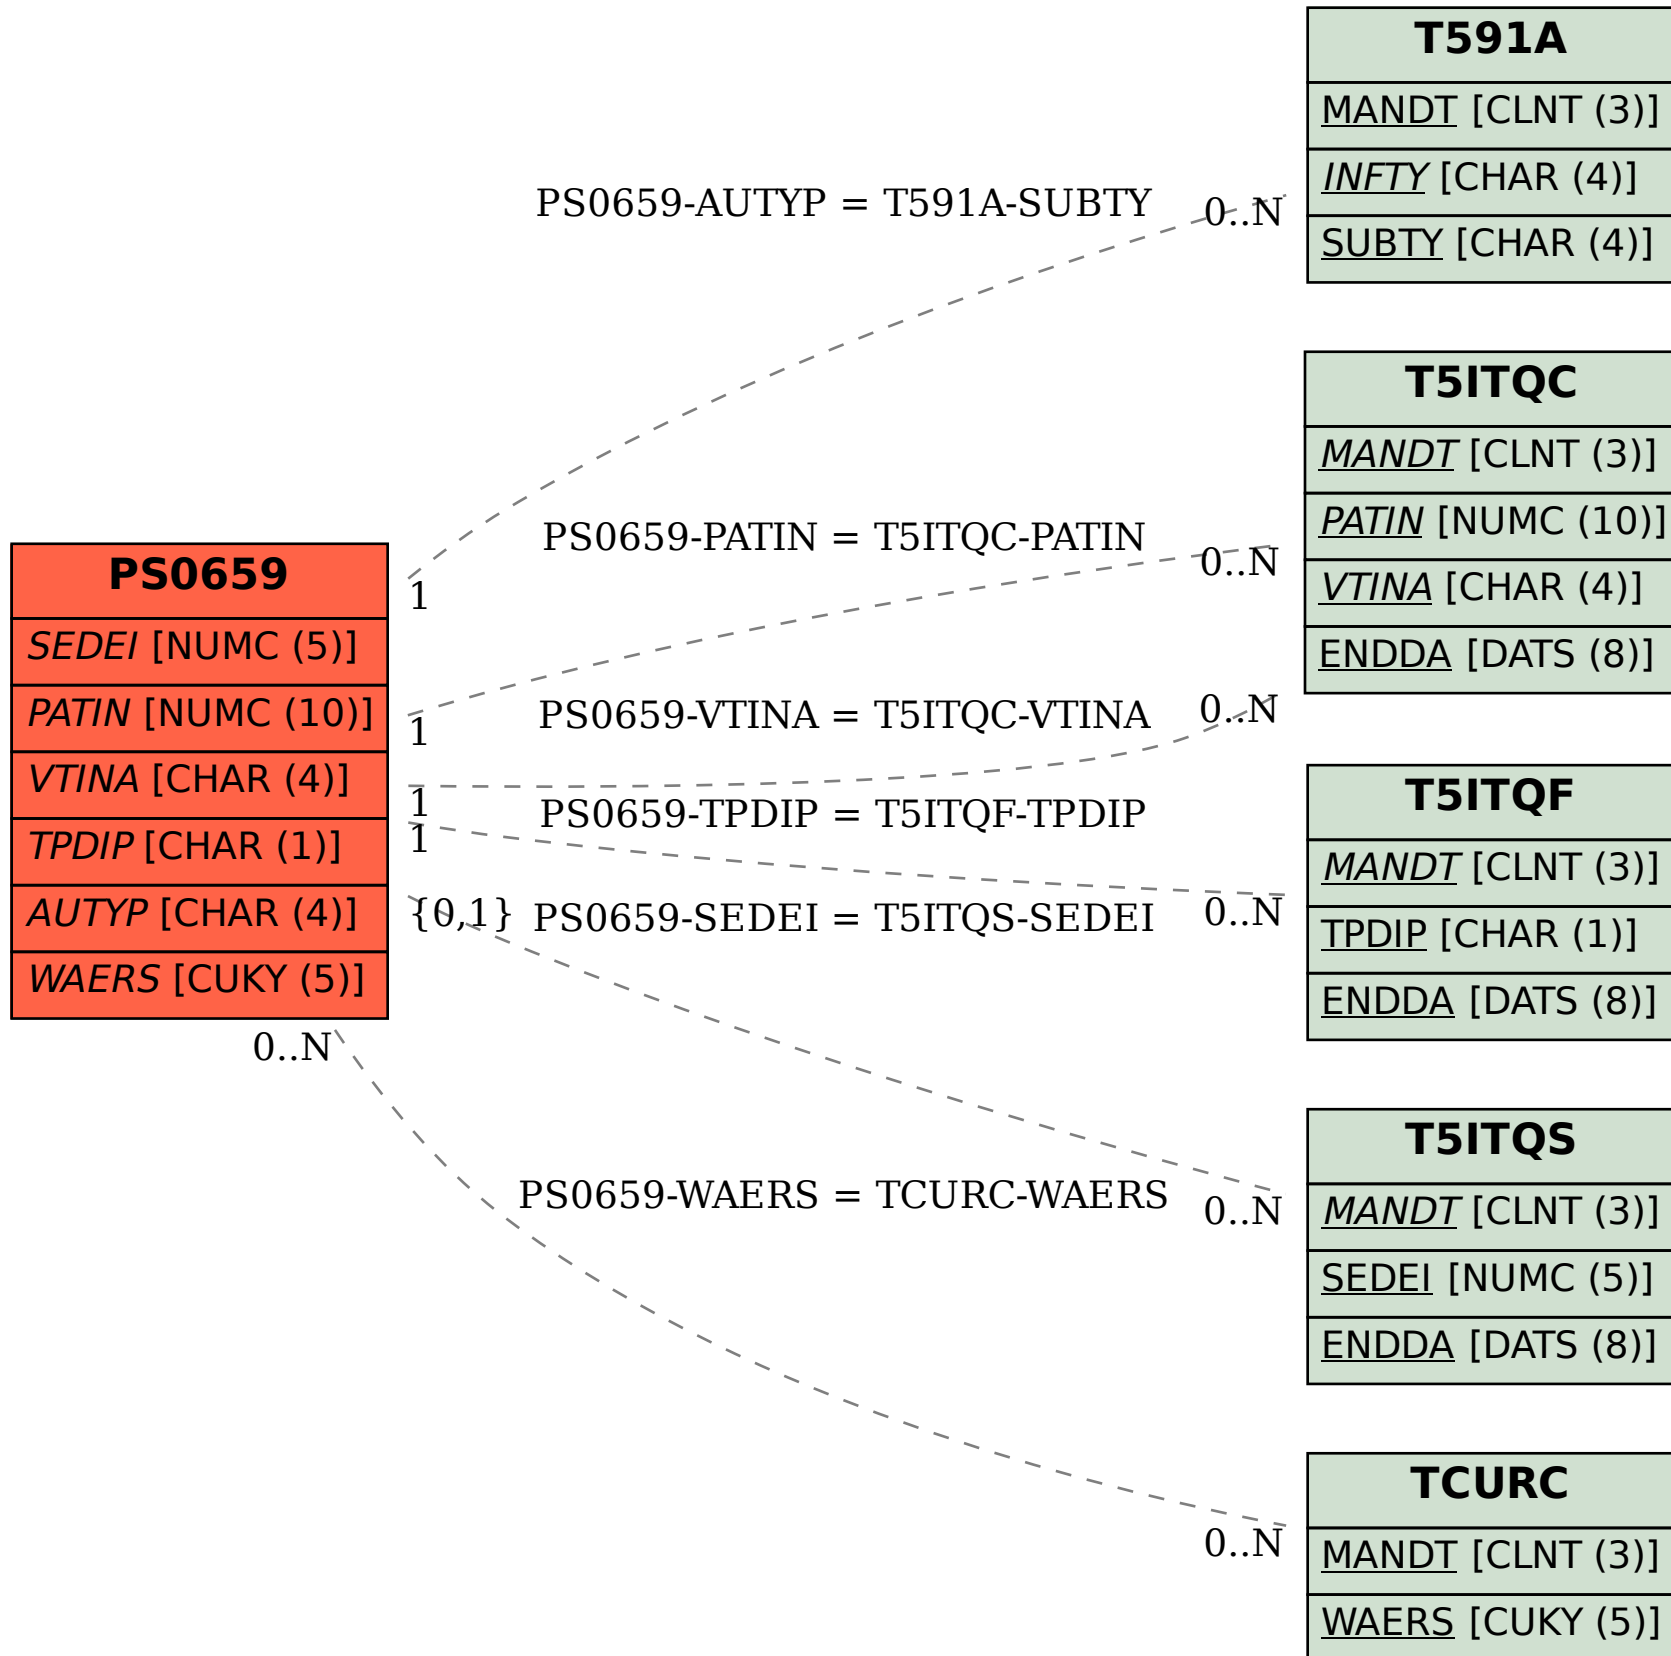 T591A
MANDT [CLNT (3)]
INFTY [CHAR (4)]
SUBTY [CHAR (4)]
PS0659-AUTYP = T591A-SUBTY
0..N
1
T5ITQC
MANDT [CLNT (3)]
PATIN [NUMC (10)]
VTINA [CHAR (4)]
ENDDA [DATS (8)]
PS0659-PATIN = T5ITQC-PATIN
0..N
1
PS0659
SEDEI [NUMC (5)]
PATIN [NUMC (10)]
VTINA [CHAR (4)]
TPDIP [CHAR (1)]
AUTYP [CHAR (4)]
WAERS [CUKY (5)]
PS0659-VTINA = T5ITQC-VTINA
0..N
1
PS0659-TPDIP = T5ITQF-TPDIP
1
0..N
T5ITQF
MANDT [CLNT (3)]
TPDIP [CHAR (1)]
ENDDA [DATS (8)]
{0,1}
PS0659-SEDEI = T5ITQS-SEDEI
0..N
T5ITQS
MANDT [CLNT (3)]
SEDEI [NUMC (5)]
ENDDA [DATS (8)]
0..N
PS0659-WAERS = TCURC-WAERS
0..N
TCURC
MANDT [CLNT (3)]
WAERS [CUKY (5)]